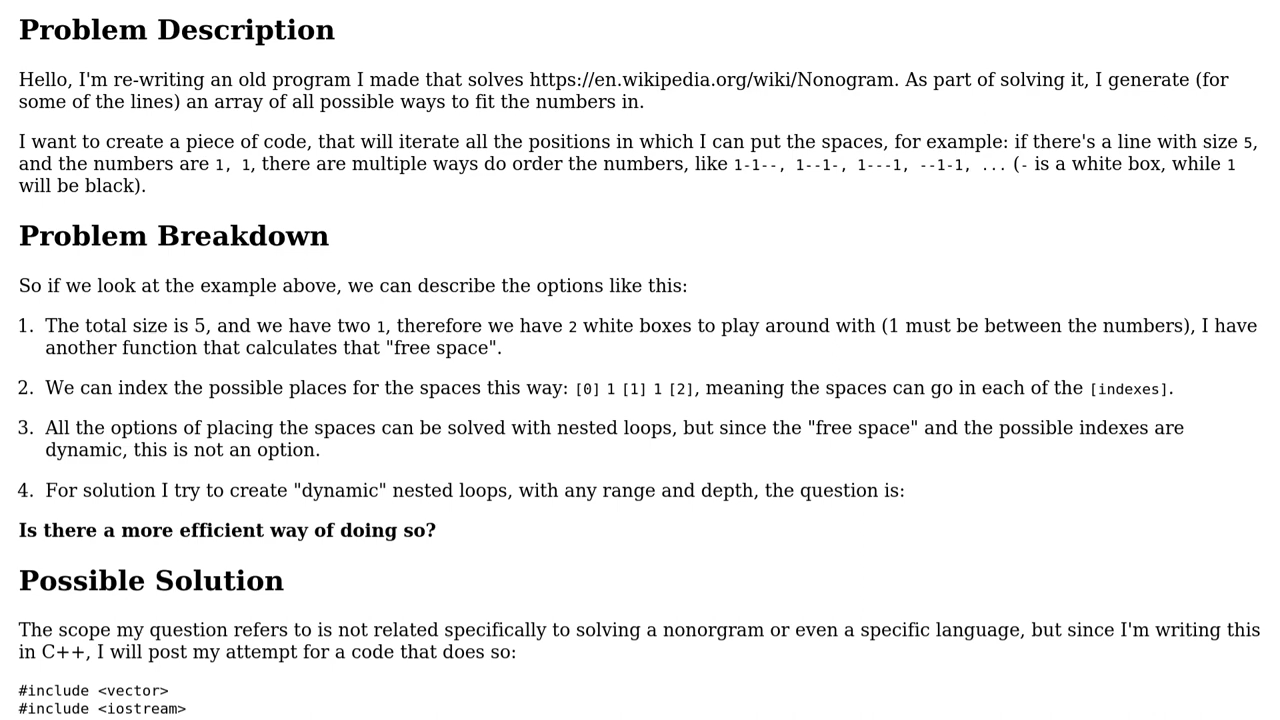 Problem Description
Hello, I'm re-writing an old program I made that solves https://en.wikipedia.org/wiki/Nonogram. As part of solving it, I generate (for
some of the lines) an array of all possible ways to fit the numbers in.
I want to create a piece of code, that will iterate all the positions in which I can put the spaces, for example: if there's a line with size 5,
and the numbers are 1, 1, there are multiple ways do order the numbers, like 1-1--, 1--1-, 1---1, --1-1, ... (- is a white box, while 1
will be black).
Problem Breakdown
So if we look at the example above, we can describe the options like this:
1. The total size is 5, and we have two 1, therefore we have 2 white boxes to play around with (1 must be between the numbers), I have
another function that calculates that "free space".
2. We can index the possible places for the spaces this way: [0] 1 [1] 1 [2], meaning the spaces can go in each of the [indexes].
3. All the options of placing the spaces can be solved with nested loops, but since the "free space" and the possible indexes are
dynamic, this is not an option.
4. For solution I try to create "dynamic" nested loops, with any range and depth, the question is:
Is there a more efficient way of doing so?
Possible Solution
The scope my question refers to is not related specifically to solving a nonorgram or even a specific language, but since I'm writing this
in C++, I will post my attempt for a code that does so:
#include <vector>
#include <iostream>